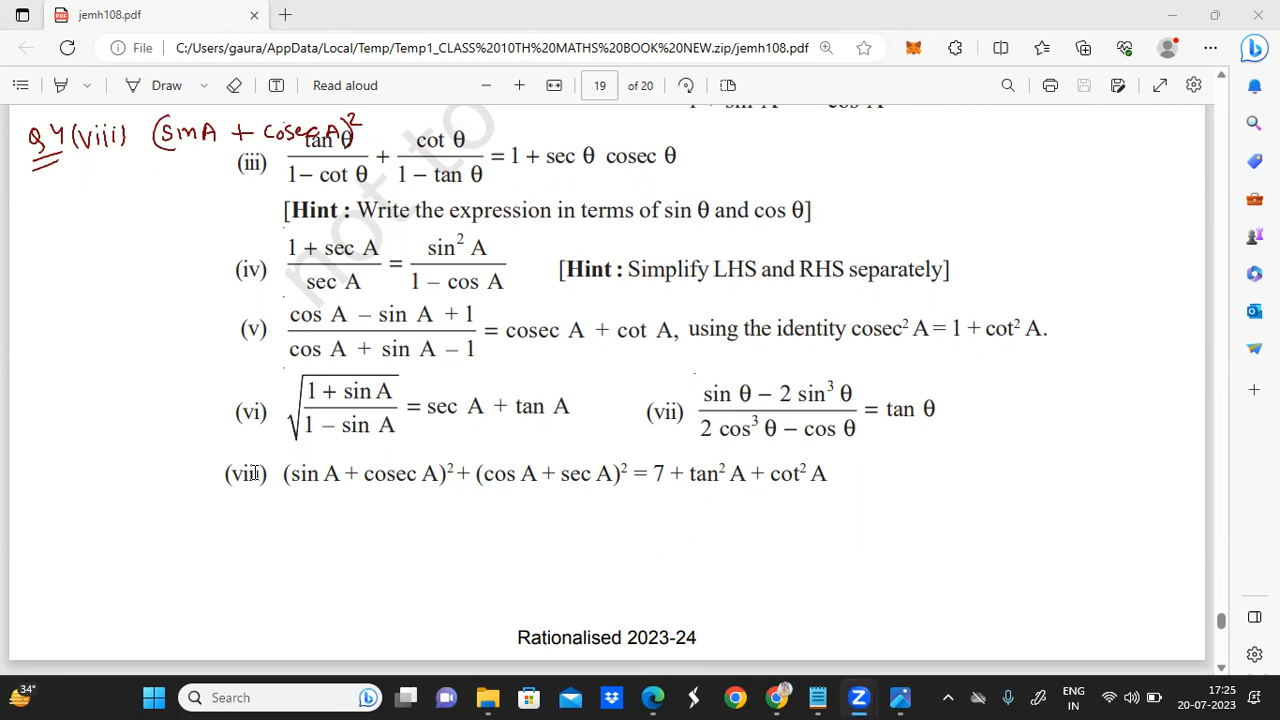 jemh108.pdf
File C:/Users/gaura/AppData/Local/Temp/Temp1_CLASS%2010TH%20MATHS%20BOOK%20NEW.zip/jemh108.pdf
Draw Read aloud 19 of 20
Q4(viii) (sinA + cosecA)²
(iii) tan θ / 1– cot θ + cot θ / 1 – tan θ = 1 + sec θ cosec θ
[Hint : Write the expression in terms of sin θ and cos θ]
(iv) 1 + sec A / sec A = sin² A / 1 – cos A [Hint : Simplify LHS and RHS separately]
(v) cos A – sin A + 1 / cos A + sin A – 1 = cosec A + cot A, using the identity cosec² A = 1 + cot² A.
(vi) √(1 + sin A / 1 – sin A) = sec A + tan A (vii) sin θ – 2 sin³ θ / 2 cos³ θ – cos θ = tan θ
(viii) (sin A + cosec A)² + (cos A + sec A)² = 7 + tan² A + cot² A
not to
Rationalised 2023-24
34° Search ENG IN 17:25 20-07-2023